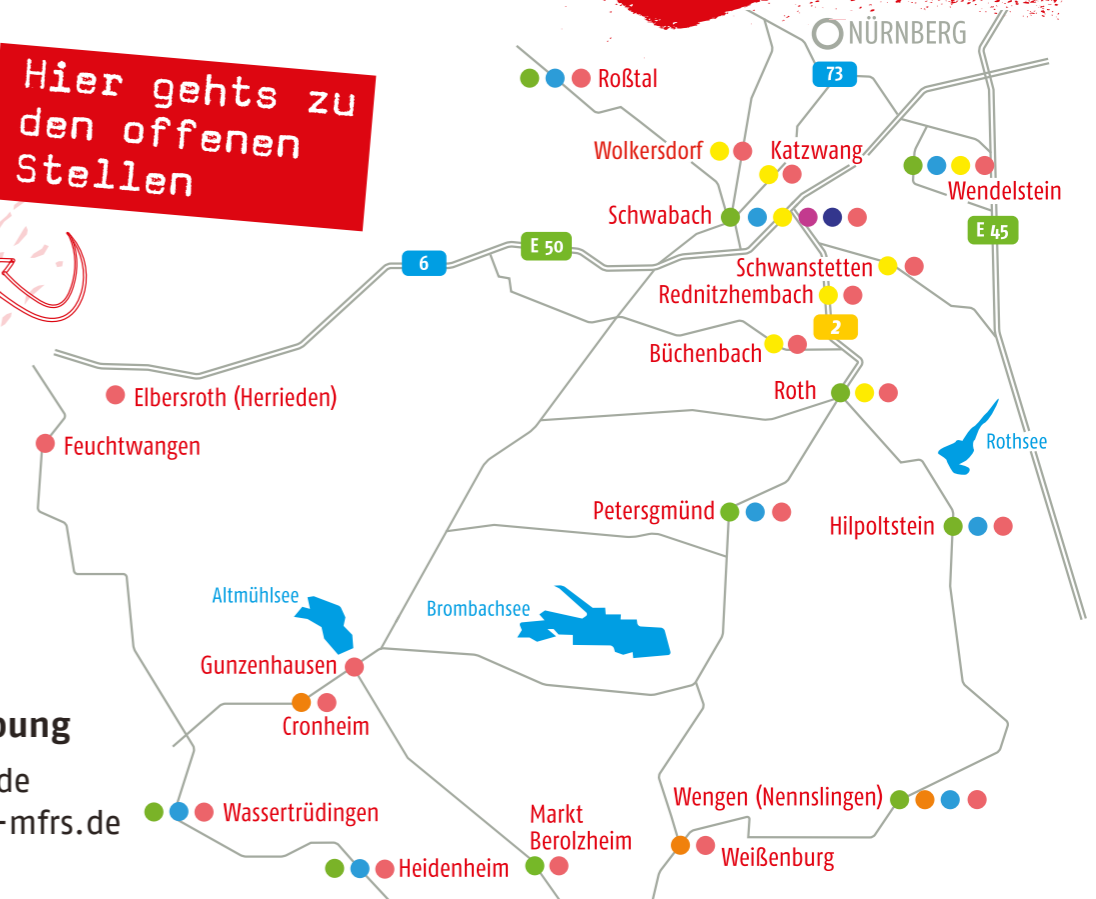 Hier gehts zu
den offenen
Stellen
NÜRNBERG
73
Roßtal
Wolkersdorf
Katzwang
Wendelstein
Schwabach
E 45
E 50
6
Schwanstetten
Rednitzhembach
2
Büchenbach
Roth
Elbersroth (Herrieden)
Feuchtwangen
Rothsee
Petersgmünd
Hilpoltstein
Altmühlsee
Brombachsee
Gunzenhausen
Cronheim
bung
de
-mfrs.de
Wassertrüdingen
Markt
Berolzheim
Wengen (Nennslingen)
Weißenburg
Heidenheim